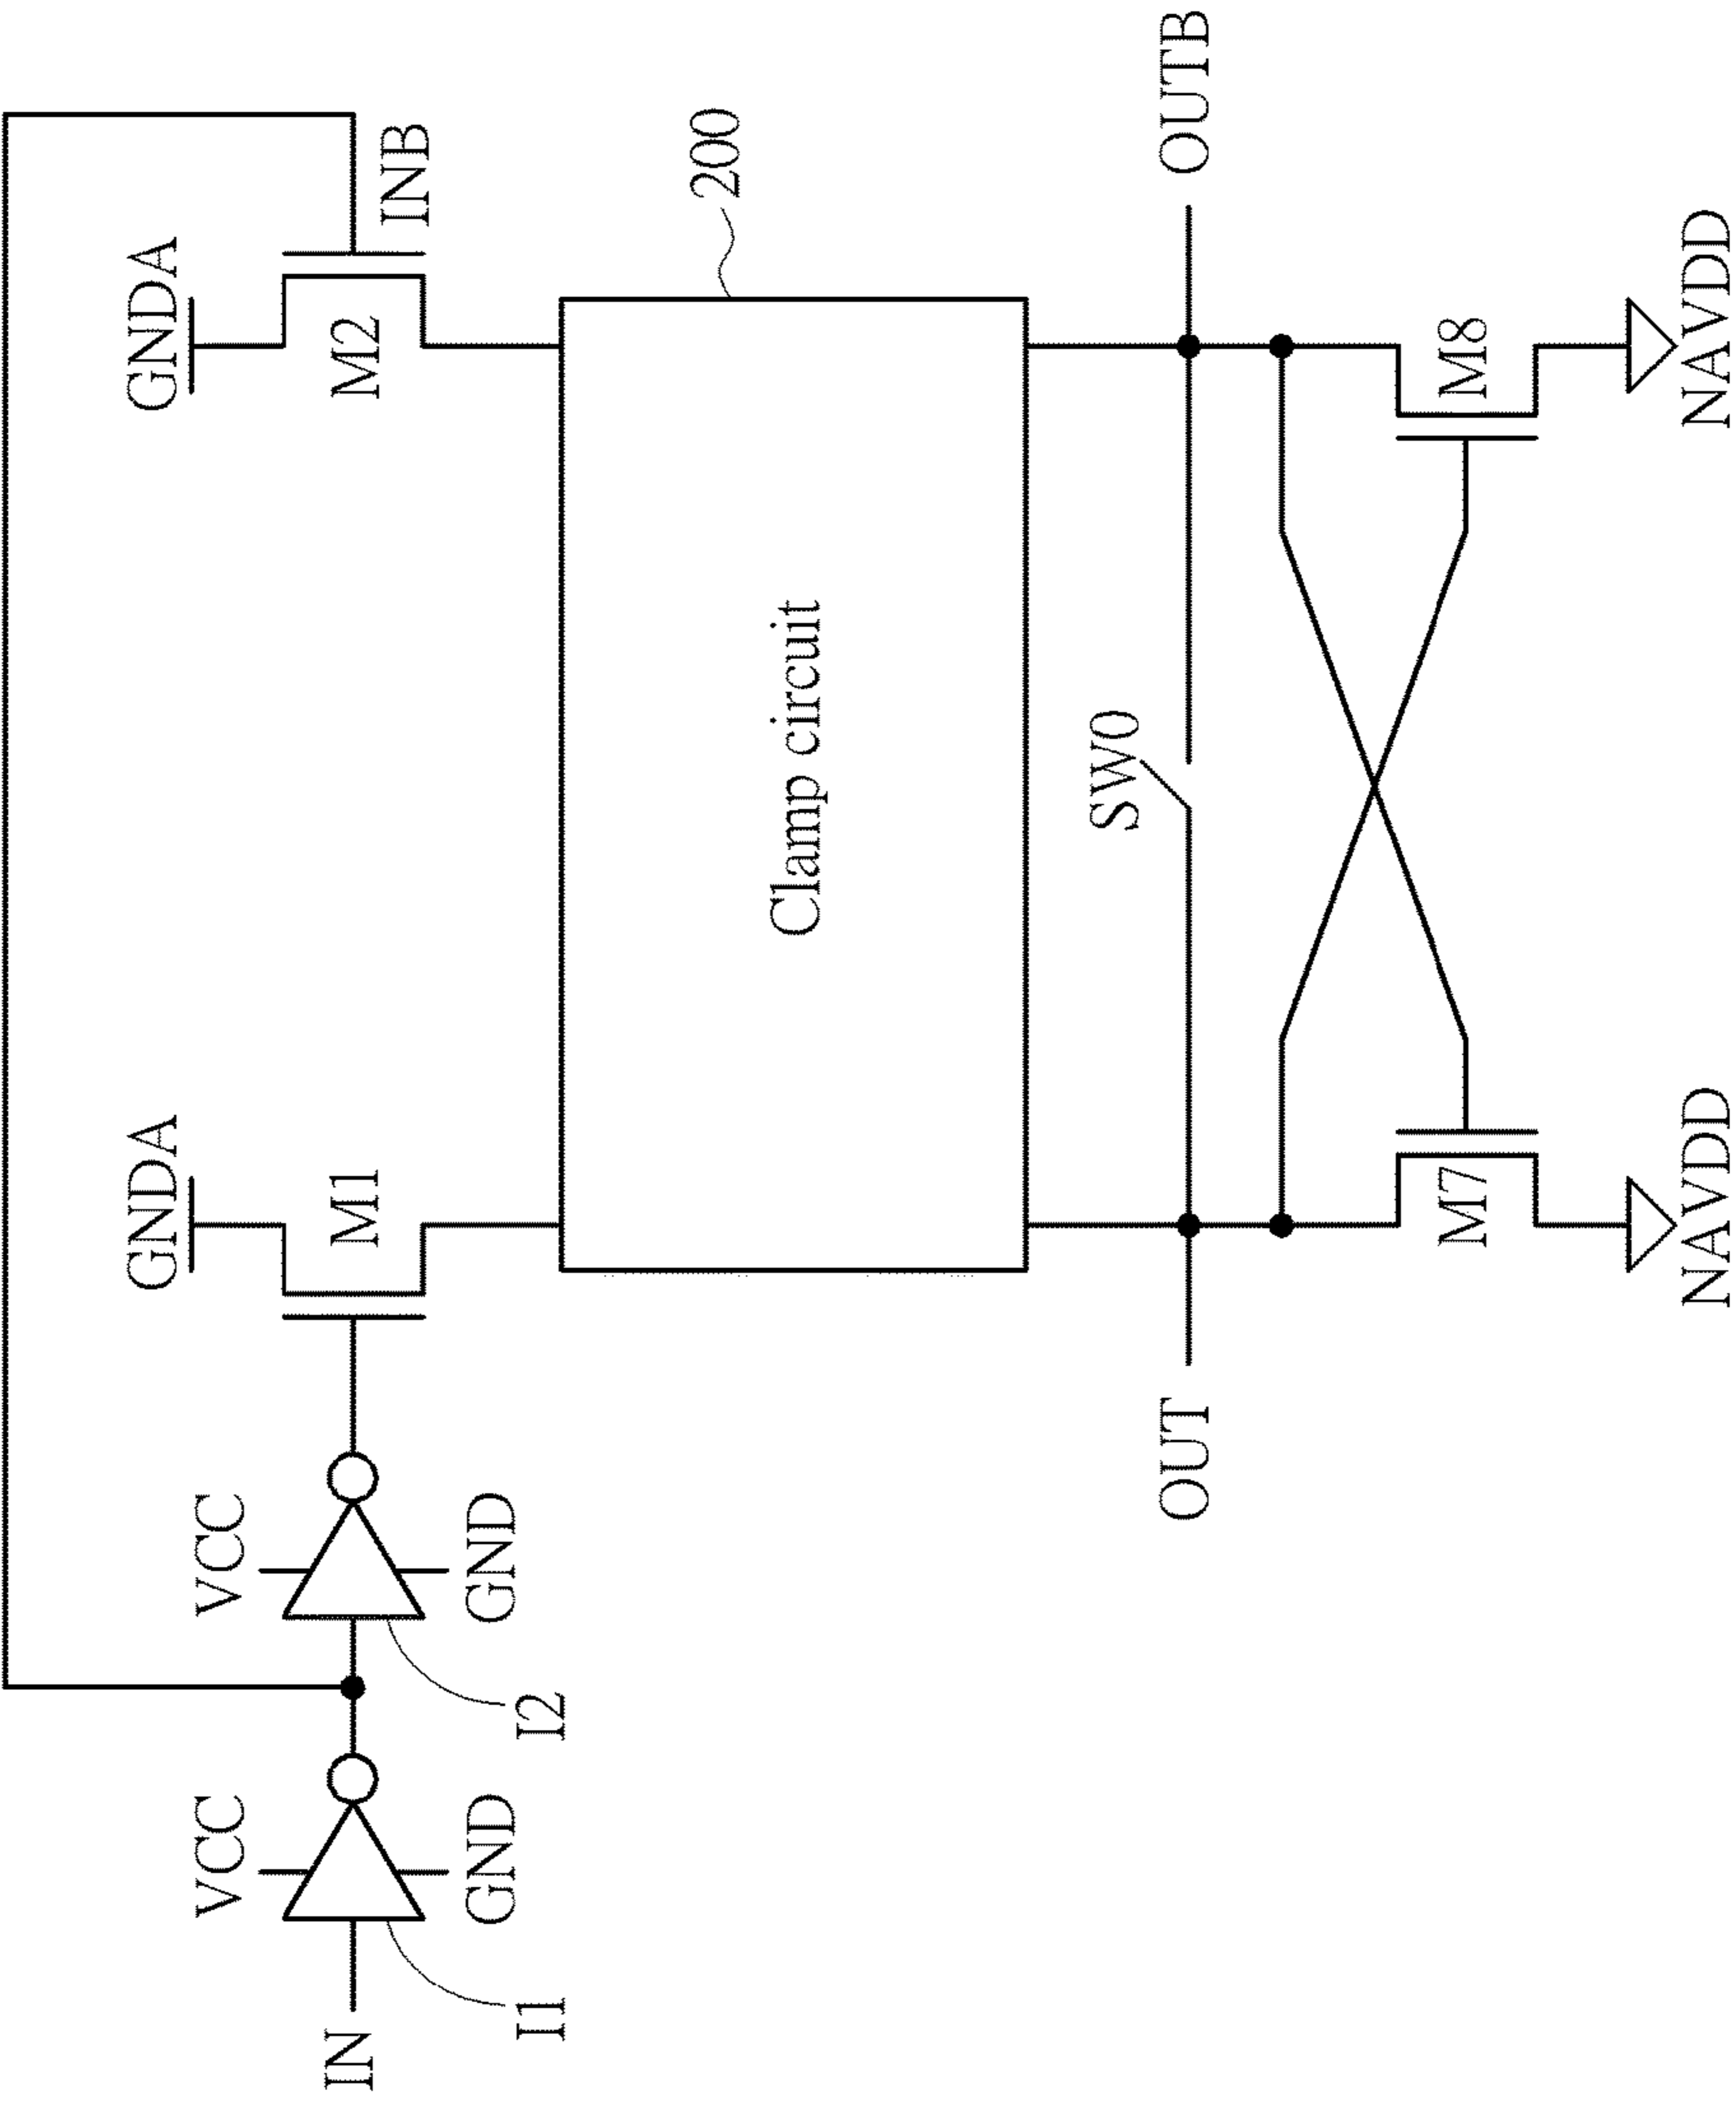 GNDA
GNDA
M1
M2
INB
VCC
VCC
IN
GND
GND
I1
I2
200
Clamp circuit
SW0
OUT
OUTB
M7
M8
NAVDD
NAVDD